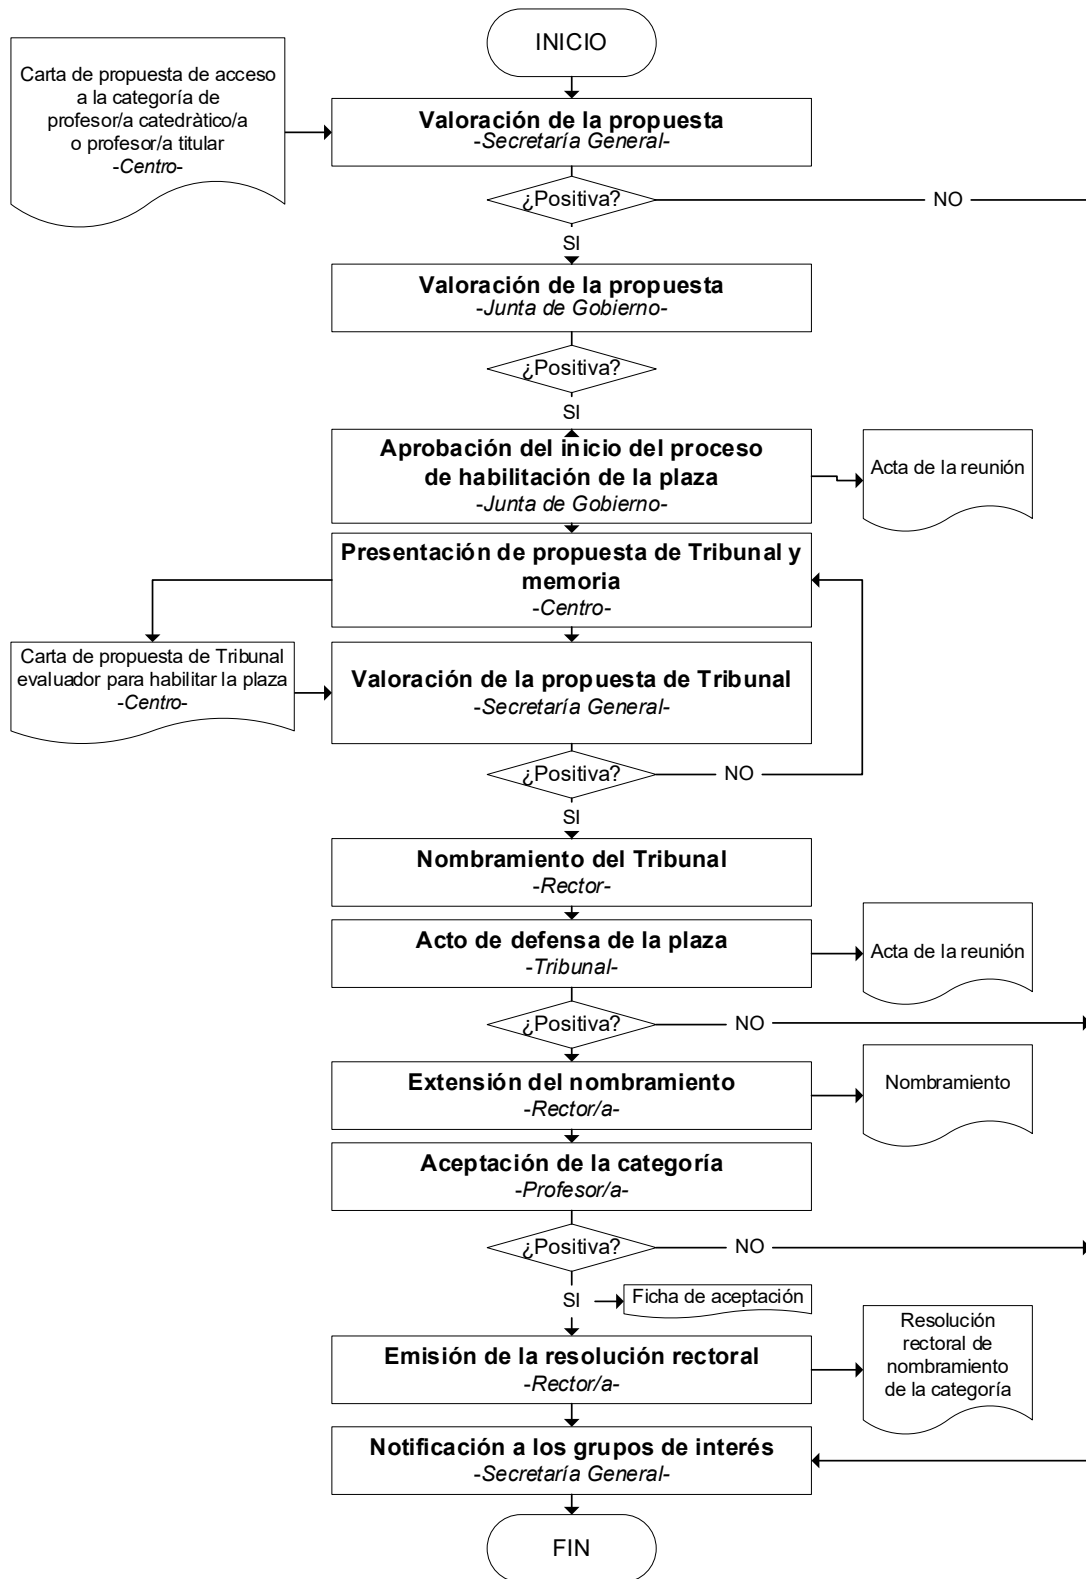 INICIO
Carta de propuesta de acceso
a la categoría de
profesor/a catedràtico/a
o profesor/a titular
-Centro-
Valoración de la propuesta
-Secretaría General-
¿Positiva?
NO
SI
Valoración de la propuesta
-Junta de Gobierno-
¿Positiva?
SI
Aprobación del inicio del proceso
de habilitación de la plaza
-Junta de Gobierno-
Acta de la reunión
Presentación de propuesta de Tribunal y
memoria
-Centro-
Carta de propuesta de Tribunal
evaluador para habilitar la plaza
-Centro-
Valoración de la propuesta de Tribunal
-Secretaría General-
¿Positiva?
NO
SI
Nombramiento del Tribunal
-Rector-
Acto de defensa de la plaza
-Tribunal-
Acta de la reunión
¿Positiva?
NO
Extensión del nombramiento
-Rector/a-
Nombramiento
Aceptación de la categoría
-Profesor/a-
¿Positiva?
NO
SI
Ficha de aceptación
Emisión de la resolución rectoral
-Rector/a-
Resolución
rectoral de
nombramiento
de la categoría
Notificación a los grupos de interés
-Secretaría General-
FIN